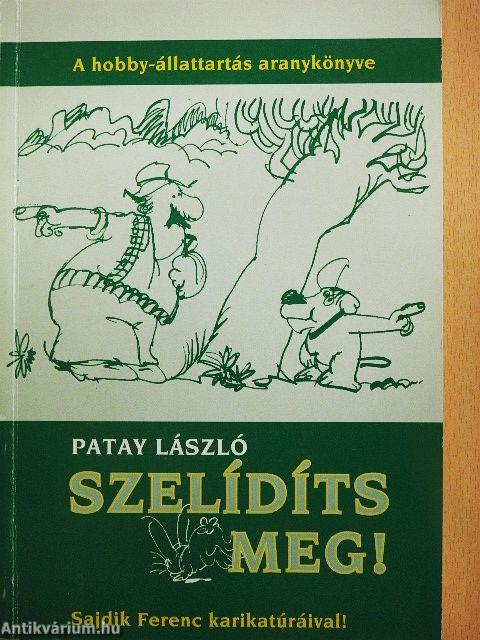 A hobby-állattartás aranykönyve
PATAY LÁSZLÓ
SZELÍDÍTS
MEG!
Sajdik Ferenc karikatúráival!
Antikvárium.hu